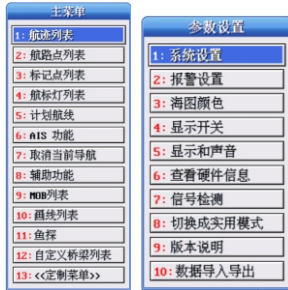 主菜单
1: 航迹列表
2: 航路点列表
3: 标记点列表
4: 航标灯列表
5: 计划航线
6: AIS 功能
7: 取消当前导航
8: 辅助功能
9: MOB列表
10: 画线列表
11: 鱼探
12: 自定义桥梁列表
13: <<定制菜单>>
参数设置
1: 系统设置
2: 报警设置
3: 海图颜色
4: 显示开关
5: 显示和声音
6: 查看硬件信息
7: 信号检测
8: 切换成实用模式
9: 版本说明
10: 数据导入导出